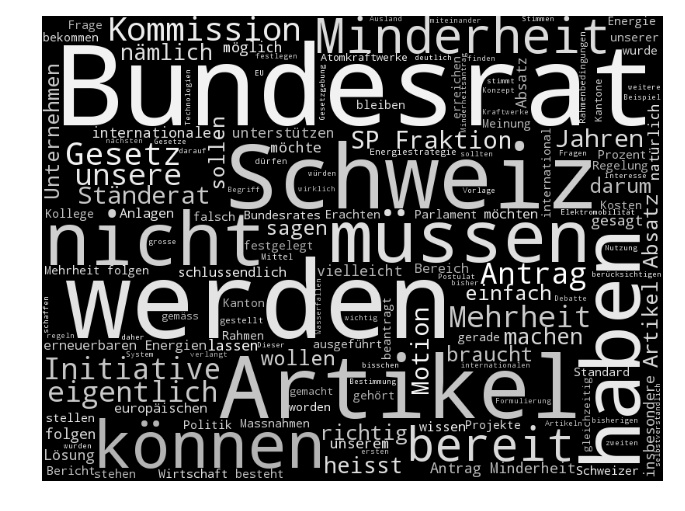 Frage
Kommission
Minderheit
Ausland
miteinander
Stimmen
Energie
bekommen
nämlich
möglich
festlegen
Atomkraftwerke
deutlich
finden
unserer
wurde
Bundesrat
Unternehmen
Technologien
EU
Gesetzgebung
bleiben
erreichen
Minderheitsantrag
stimmt
Konzept
Kraftwerke
Absatz
Rahmenbedingungen
Kantone
weitere
Beispiel
natürlich
internationale
sollen
unterstützen
SP Fraktion
Meinung
Jahren
nächsten
Gesetze
darauf
Gesetz
möchte
Energiestrategie
sollten
international
Fragen
Prozent
Regelung
Interesse
unsere
dürfen
würden
wirklich
Vorlage
darum
Ständerat
Begriff
Schweiz
Kosten
Kollege
Anlagen
falsch
Bundesrates
Erachten
Parlament
möchten
Elektromobilität
gesagt
nicht
grosse
sagen
festgelegt
Mittel
müssen
Nutzung
Absatz
Mehrheit folgen
schlussendlich
vielleicht
Bereich
Postulat
bisher
Antrag
Debatte
berücksichtigen
werden
schaffen
gemäss
Kanton
gestellt
Wasserfallen
wichtig
beantragt
einfach
Mehrheit
haben
regeln
daher
Rahmen
ausgeführt
Motion
gerade
machen
erneuerbaren Energien
lassen
Dieser
bisschen
braucht
internationalen
System
verlangt
wollen
Initiative
Artikel
Bestimmung
Standard
eigentlich
gemacht
gehört
Formulierung
gleichzeitig
insbesondere Artikel
europäischen
worden
stellen
Politik
Massnahmen
wissen
Projekte
Artikeln
bisherigen
folgen
können
richtig
unserem
bereit
zweiten
wurden
Lösung
ersten
selbstverständlich
Bericht
stehen
Wirtschaft
besteht
heisst
Antrag Minderheit
Schweizer